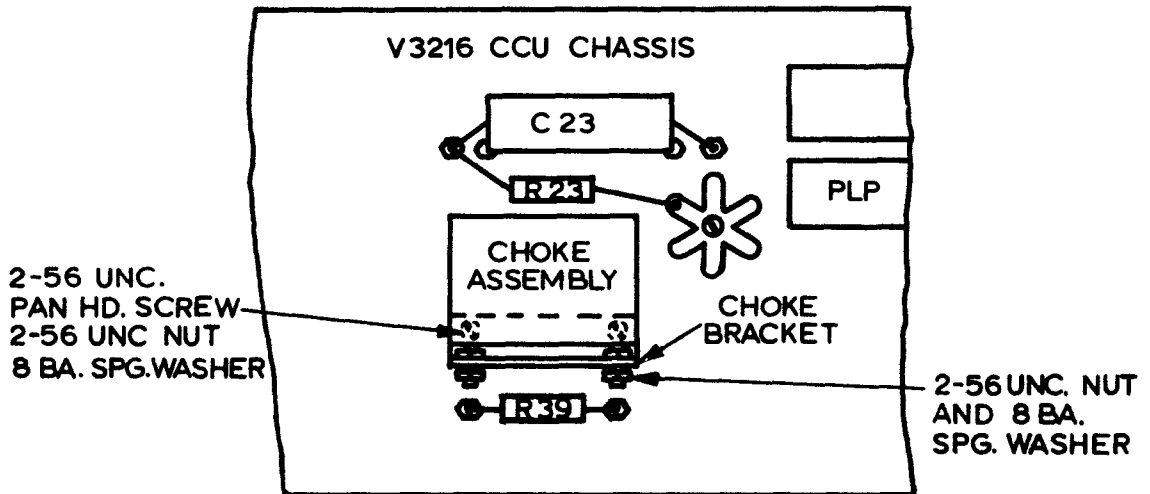 V3216 CCU CHASSIS
C 23
R23
PLP
CHOKE
ASSEMBLY
2-56 UNC.
PAN HD. SCREW
2-56 UNC NUT
8 BA. SPG.WASHER
CHOKE
BRACKET
R39
2-56 UNC. NUT
AND 8 BA.
SPG. WASHER